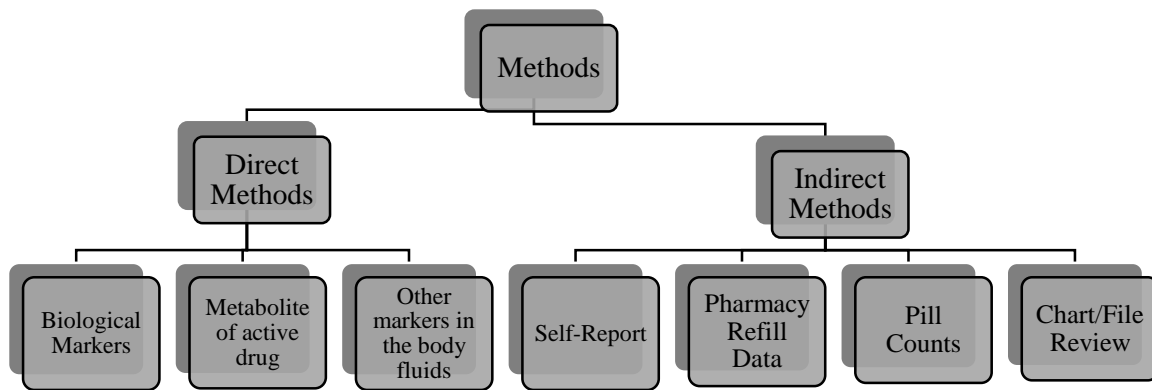 Methods
Direct
Methods
Indirect
Methods
Biological
Markers
Metabolite
of active
drug
Other
markers in
the body
fluids
Self-Report
Pharmacy
Refill
Data
Pill
Counts
Chart/File
Review